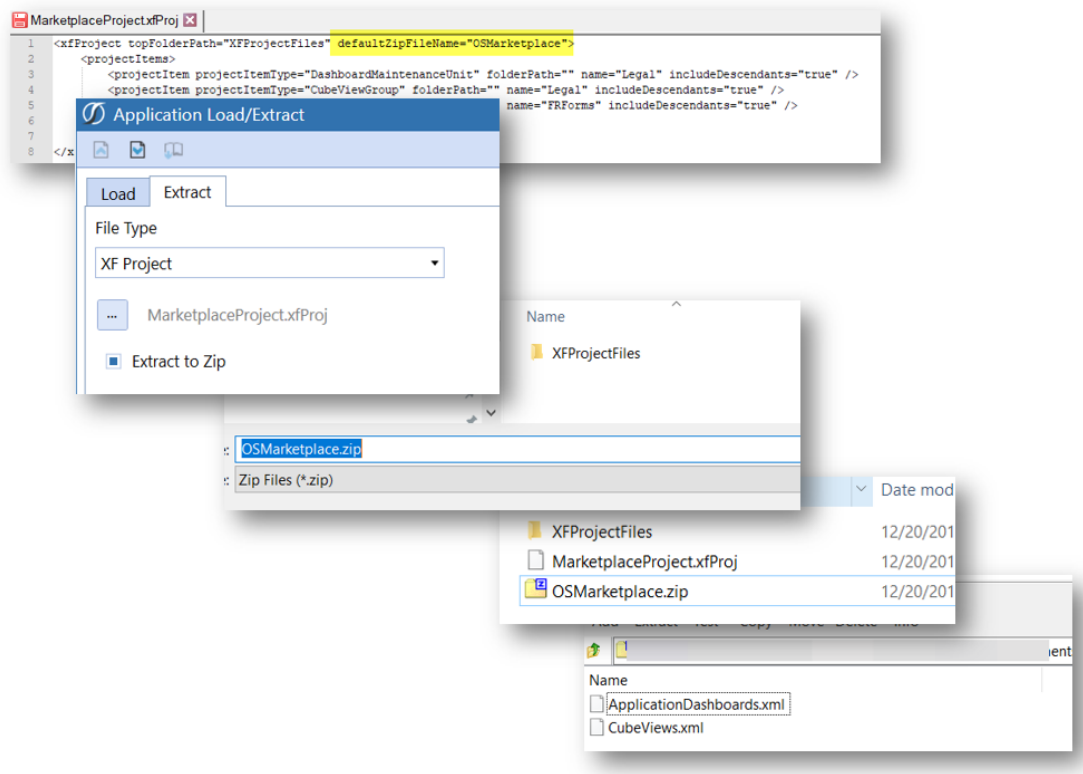 MarketplaceProject.xfProj
1 <xfProject topFolderPath="XFProjectFiles" defaultZipFileName="OSMarketplace">
2 <projectItems>
3 <projectItem projectItemType="DashboardMaintenanceUnit" folderPath="" name="Legal" includeDescendants="true" />
4 <projectItem projectItemType="CubeViewGroup" folderPath="" name="Legal" includeDescendants="true" />
5 name="FRForms" includeDescendants="true" />
6
7
8 </x
Application Load/Extract
Load Extract
File Type
XF Project
... MarketplaceProject.xfProj
Extract to Zip
Name
XFProjectFiles
OSMarketplace.zip
Zip Files (*.zip)
Date mod
XFProjectFiles 12/20/201
MarketplaceProject.xfProj 12/20/201
OSMarketplace.zip 12/20/201
Add Extract Test Copy Move Delete Info
ent
Name
ApplicationDashboards.xml
CubeViews.xml